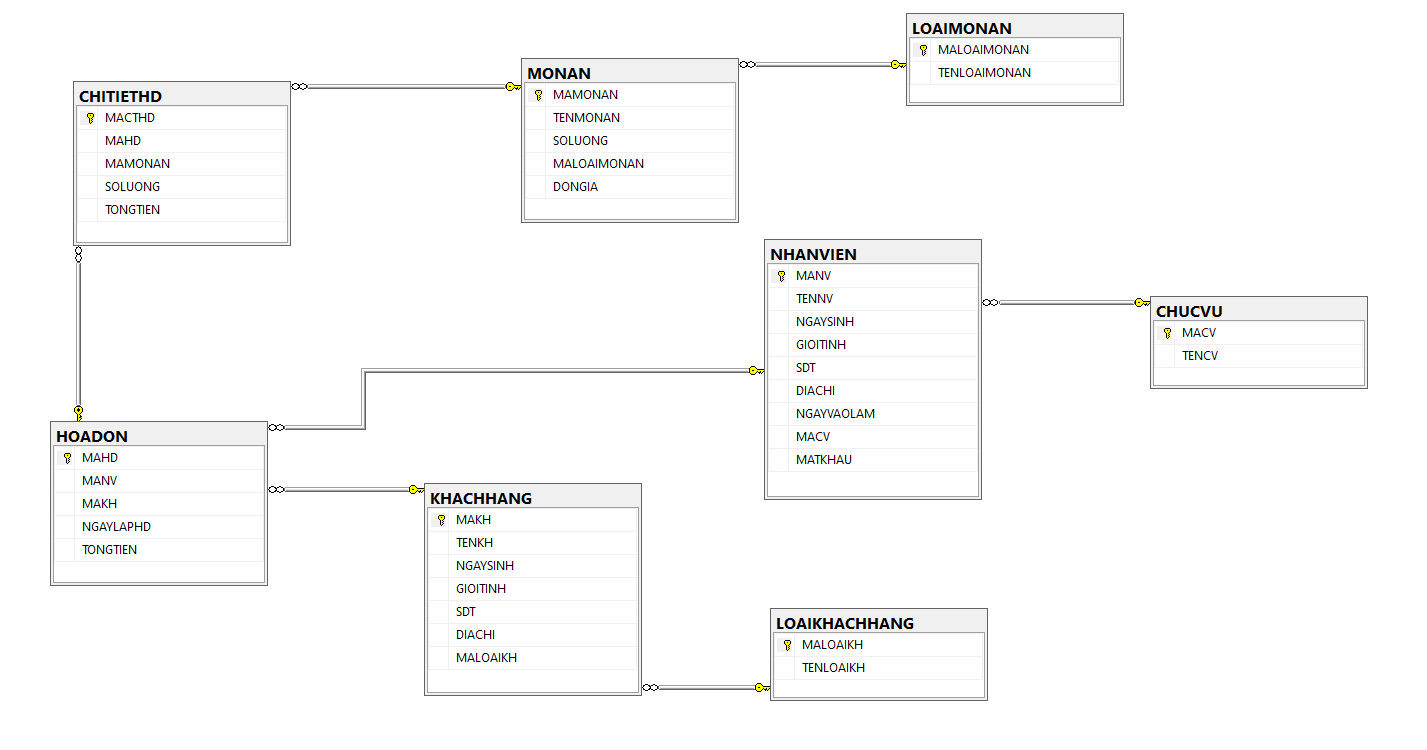 LOAIMONAN
MALOAIMONAN
TENLOAIMONAN
MONAN
MAMONAN
TENMONAN
SOLUONG
MALOAIMONAN
DONGIA
CHITIETHD
MACTHD
MAHD
MAMONAN
SOLUONG
TONGTIEN
NHANVIEN
MANV
TENNV
NGAYSINH
GIOITINH
SDT
DIACHI
NGAYVAOLAM
MACV
MATKHAU
CHUCVU
MACV
TENCV
HOADON
MAHD
MANV
MAKH
NGAYLAPHD
TONGTIEN
KHACHHANG
MAKH
TENKH
NGAYSINH
GIOITINH
SDT
DIACHI
MALOAIKH
LOAIKHACHHANG
MALOAIKH
TENLOAIKH